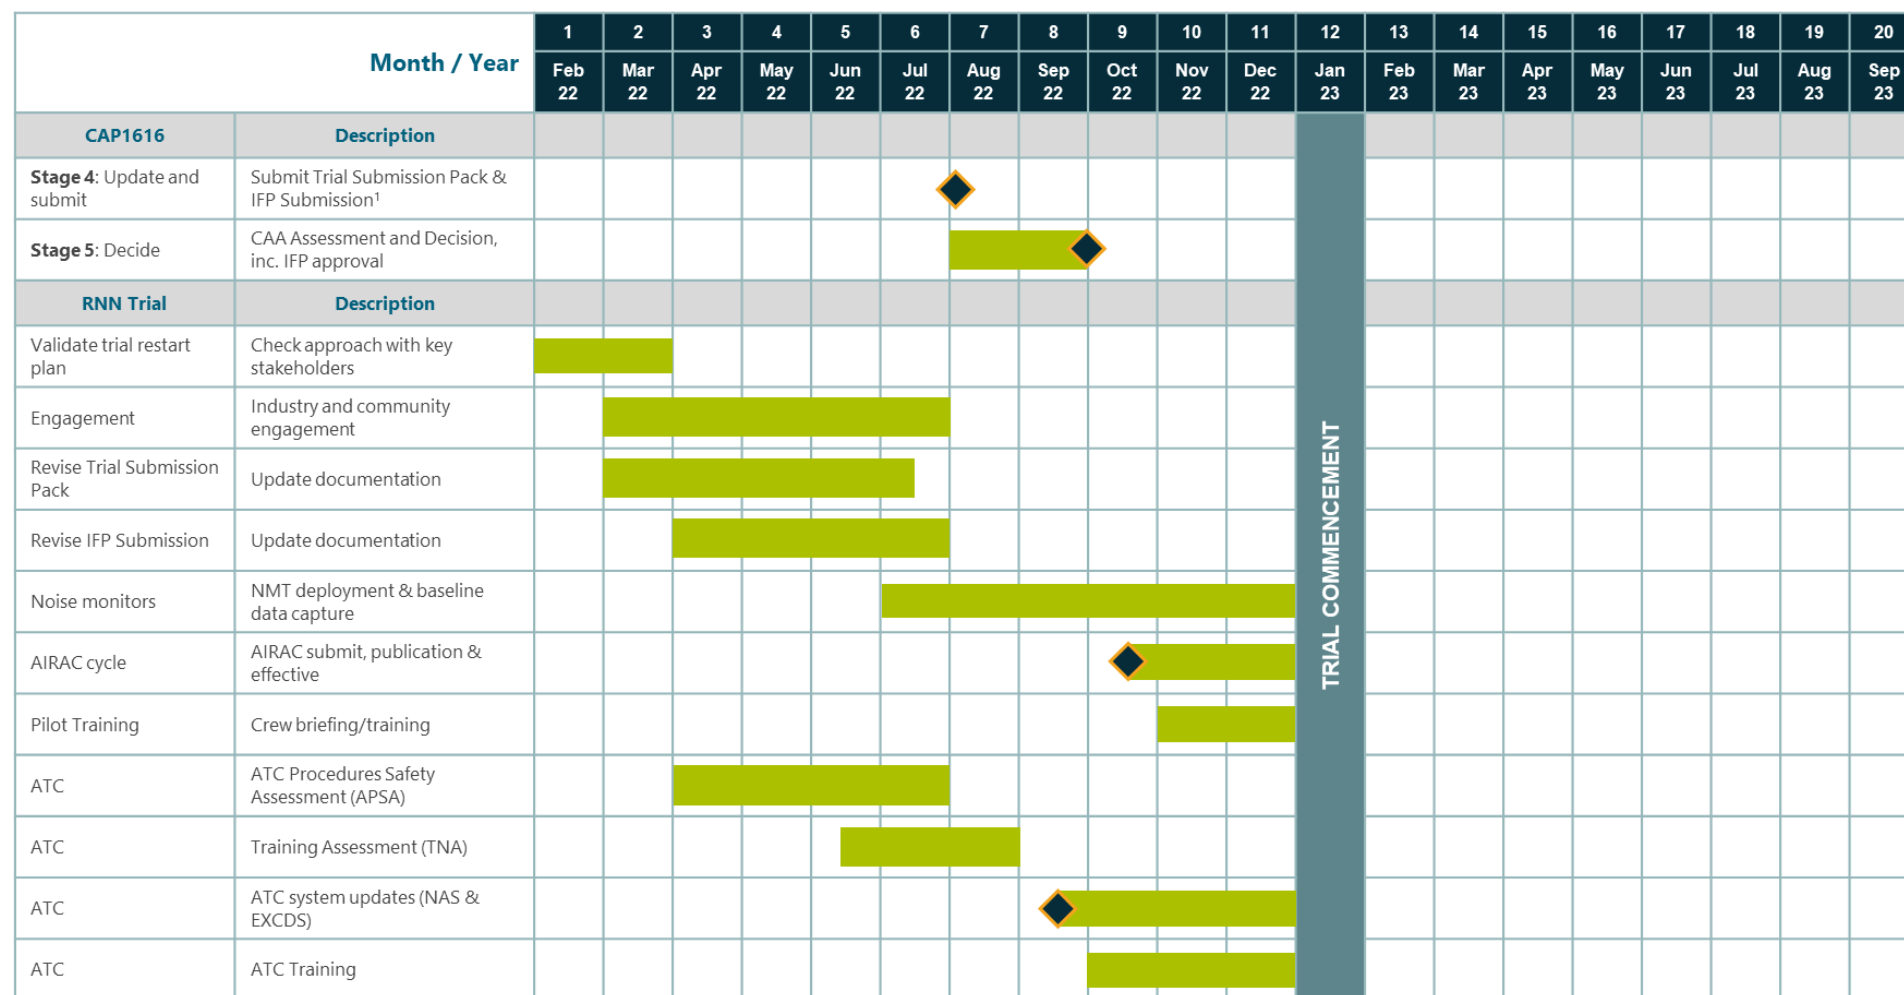 Month / Year
1 2 3 4 5 6 7 8 9 10 11 12 13 14 15 16 17 18 19 20
Feb Mar Apr May Jun Jul Aug Sep Oct Nov Dec Jan Feb Mar Apr May Jun Jul Aug Sep
22 22 22 22 22 22 22 22 22 22 22 23 23 23 23 23 23 23 23 23
CAP1616 Description
Stage 4: Update and
submit
Submit Trial Submission Pack &
IFP Submission¹
Stage 5: Decide
CAA Assessment and Decision,
inc. IFP approval
RNN Trial Description
Validate trial restart
plan
Check approach with key
stakeholders
Engagement
Industry and community
engagement
Revise Trial Submission
Pack
Update documentation
Revise IFP Submission
Update documentation
Noise monitors
NMT deployment & baseline
data capture
AIRAC cycle
AIRAC submit, publication &
effective
Pilot Training
Crew briefing/training
ATC
ATC Procedures Safety
Assessment (APSA)
ATC
Training Assessment (TNA)
ATC
ATC system updates (NAS &
EXCDS)
ATC
ATC Training
TRIAL COMMENCEMENT